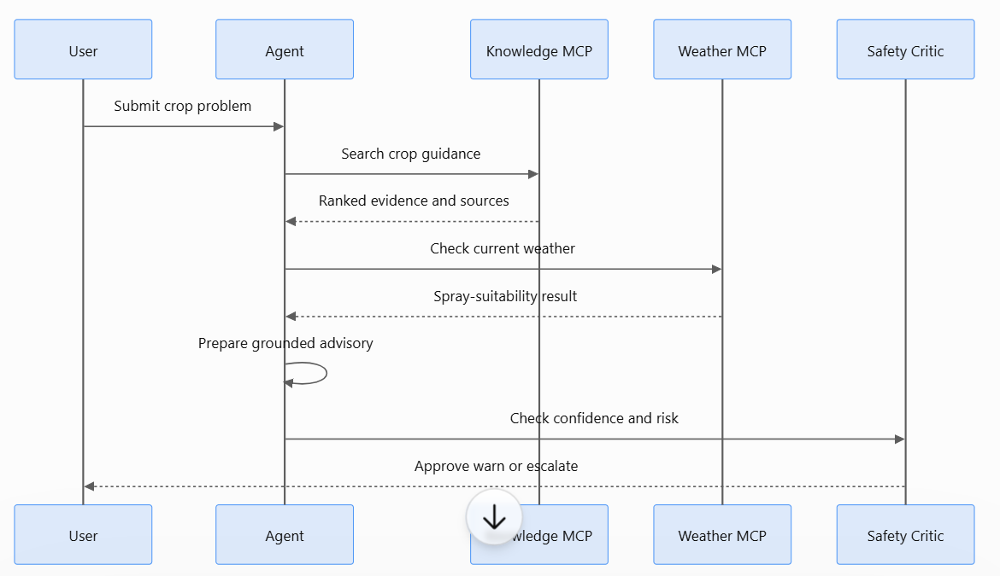 User
Agent
Knowledge MCP
Weather MCP
Safety Critic
Submit crop problem
Search crop guidance
Ranked evidence and sources
Check current weather
Spray-suitability result
Prepare grounded advisory
Check confidence and risk
Approve warn or escalate
User
Agent
MCP
Weather MCP
Safety Critic